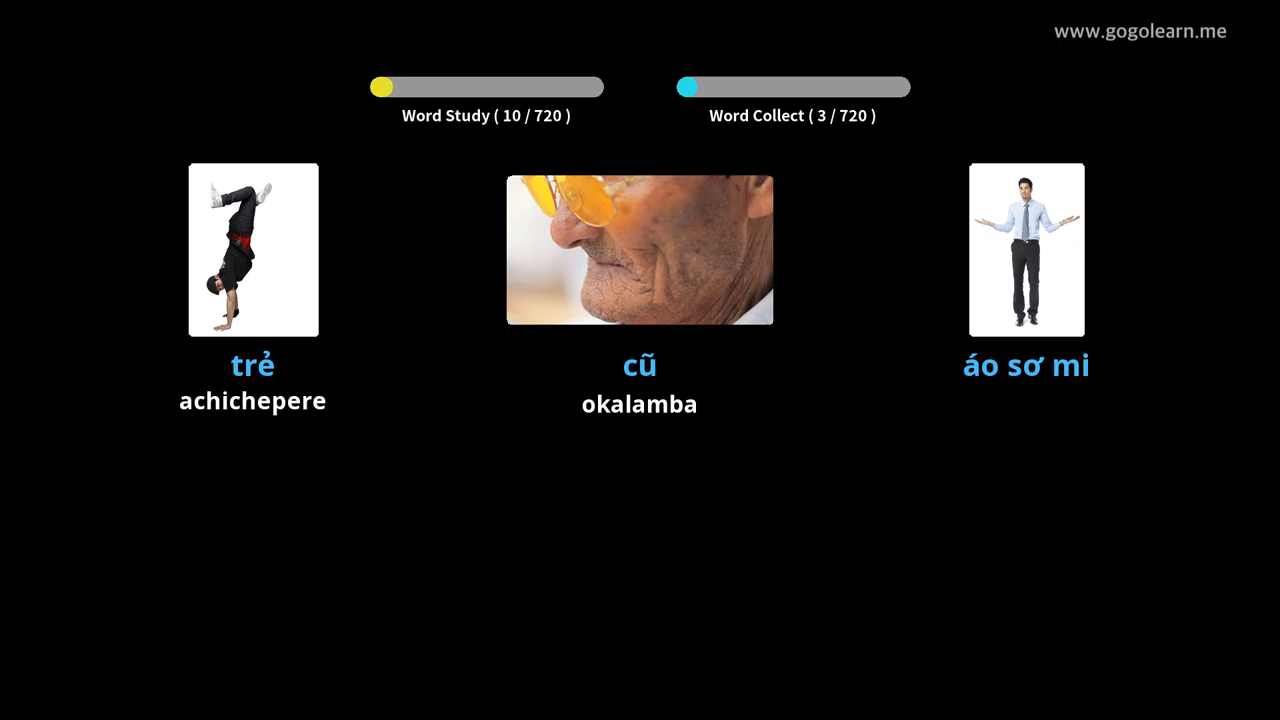 www.gogolearn.me
Word Study ( 10 / 720 )
Word Collect ( 3 / 720 )
trẻ
achichepere
cũ
okalamba
áo sơ mi